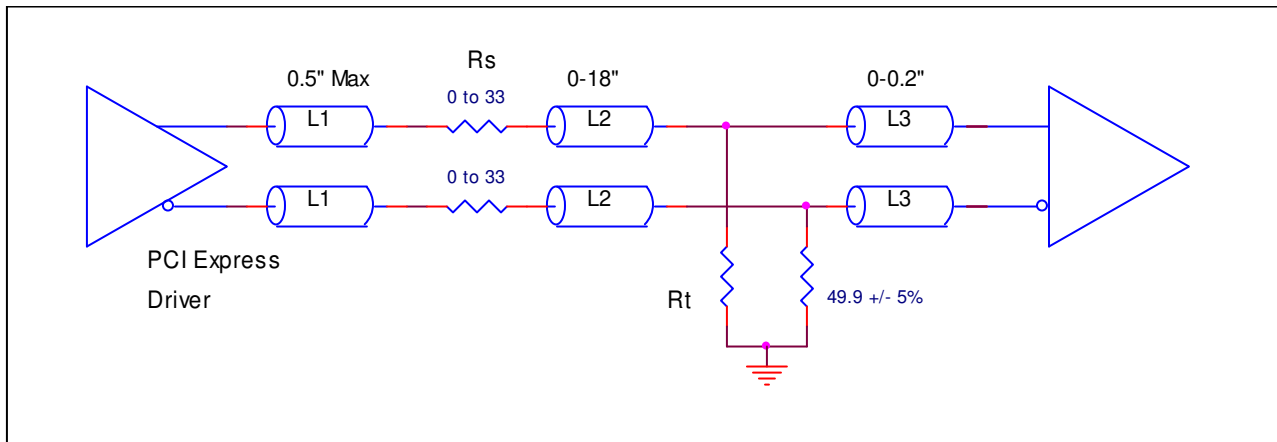 Rs
0.5" Max
0-18"
0-0.2"
0 to 33
L1
L2
L3
0 to 33
L1
L2
L3
PCI Express
Driver
Rt
49.9 +/- 5%